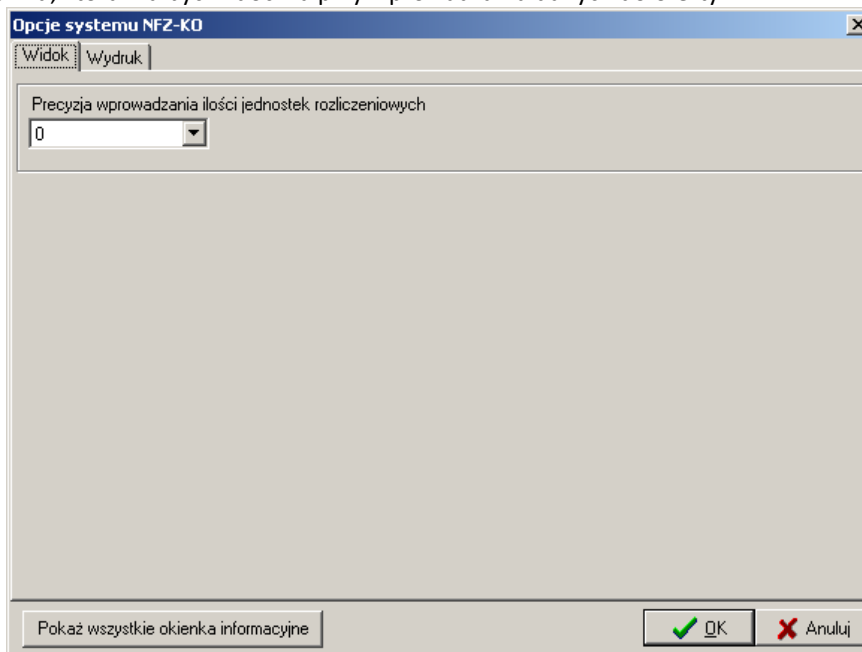 Opcje systemu NFZ-KO
Widok Wydruk
Precyzja wprowadzania ilości jednostek rozliczeniowych
0
Pokaż wszystkie okienka informacyjne OK Anuluj